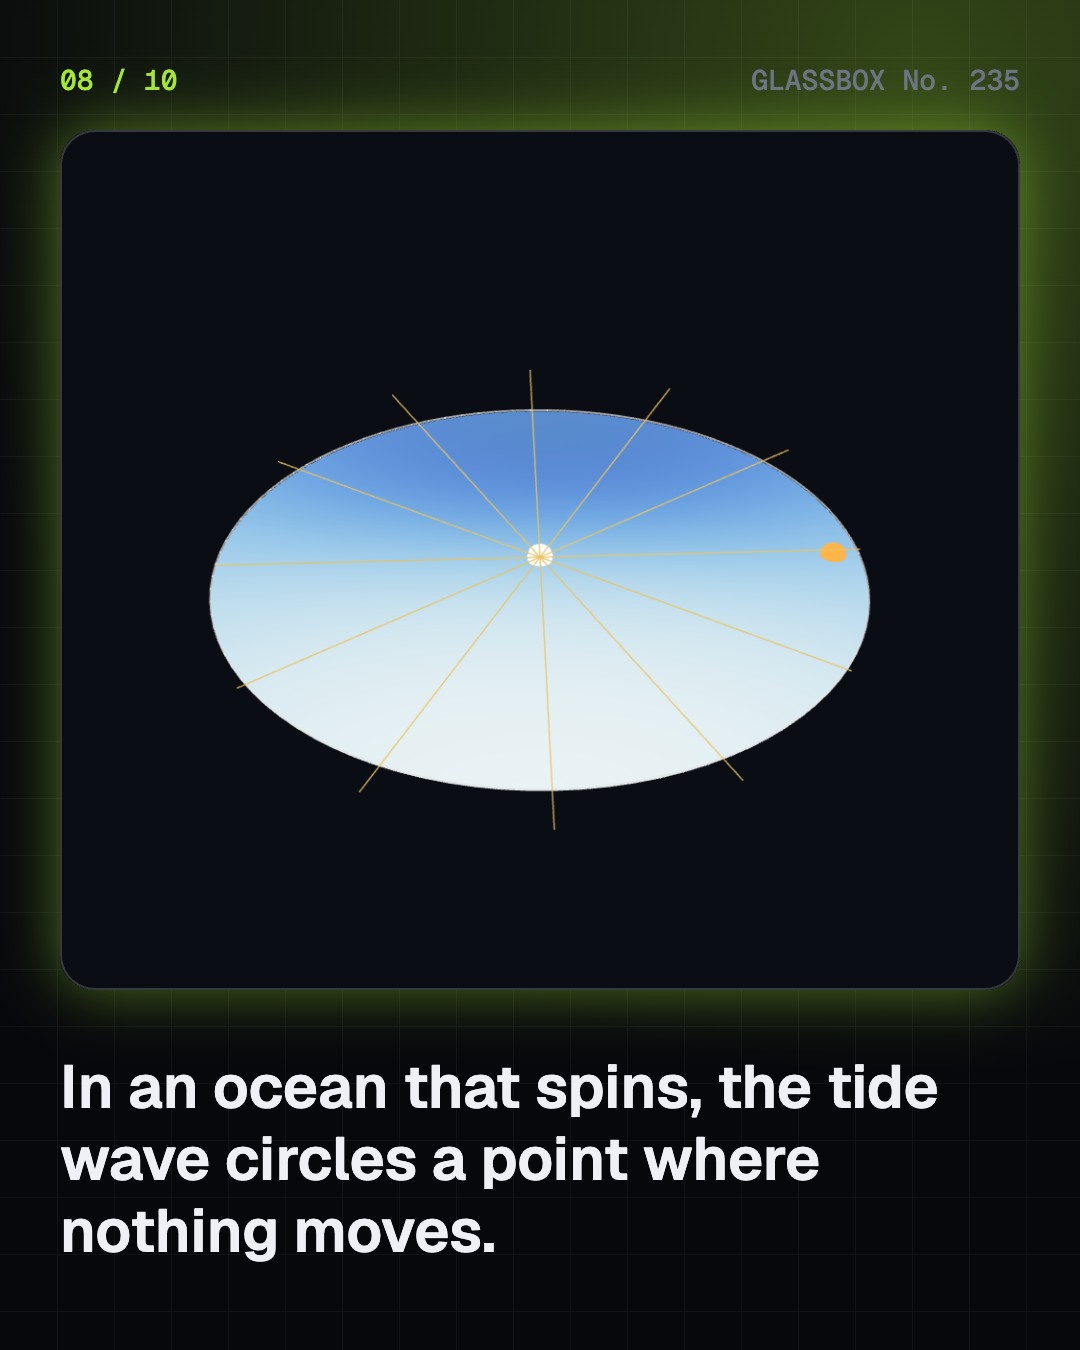 08 / 10
GLASSBOX No. 235
In an ocean that spins, the tide
wave circles a point where
nothing moves.